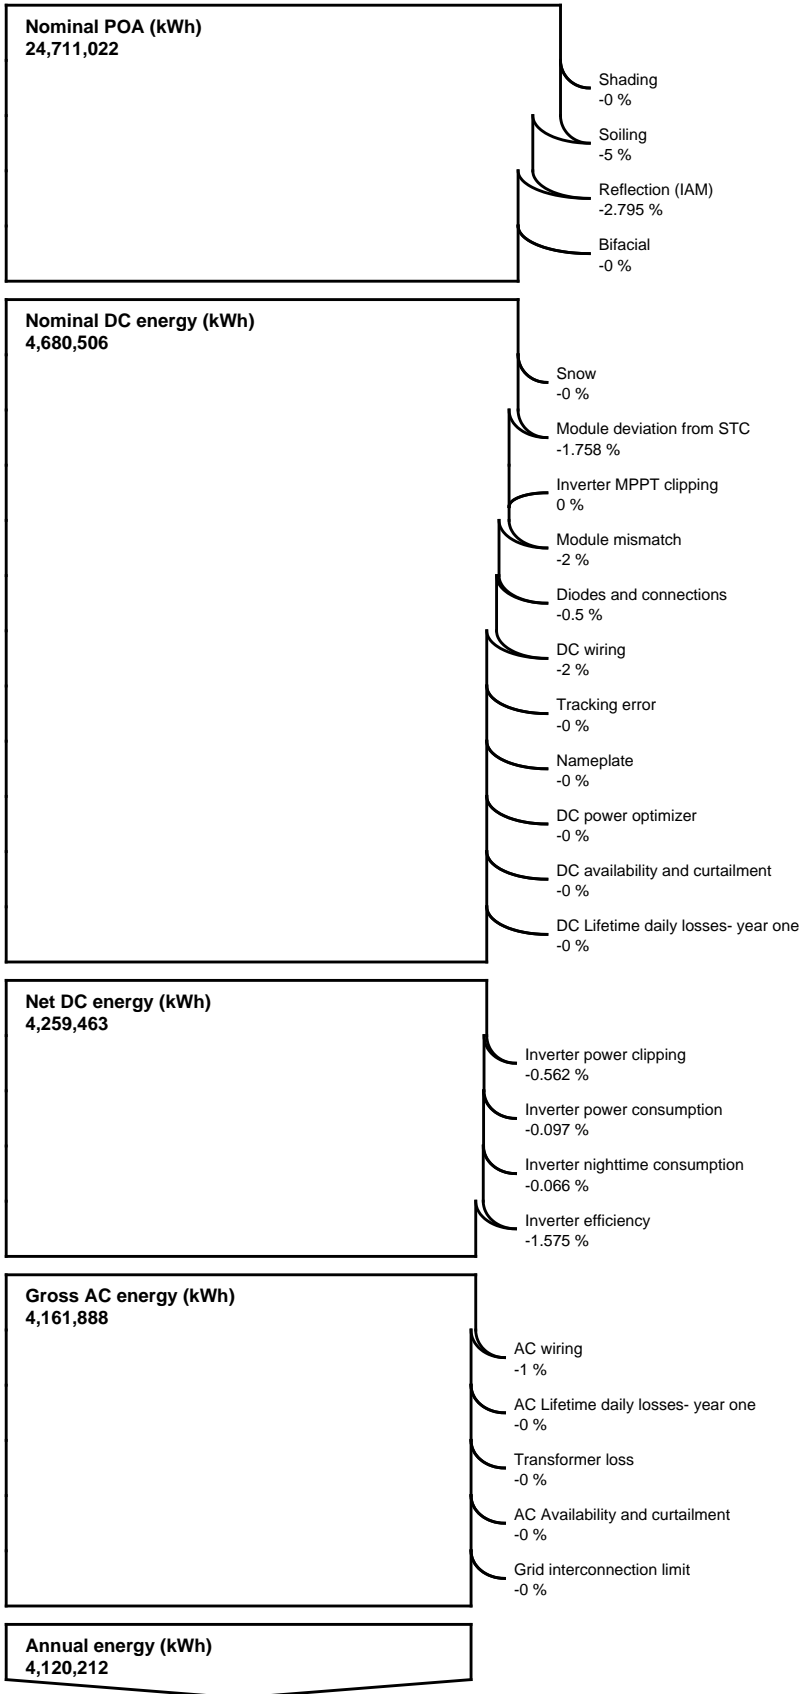 Nominal POA (kWh)
24,711,022
Shading
-0 %
Soiling
-5 %
Reflection (IAM)
-2.795 %
Bifacial
-0 %
Nominal DC energy (kWh)
4,680,506
Snow
-0 %
Module deviation from STC
-1.758 %
Inverter MPPT clipping
0 %
Module mismatch
-2 %
Diodes and connections
-0.5 %
DC wiring
-2 %
Tracking error
-0 %
Nameplate
-0 %
DC power optimizer
-0 %
DC availability and curtailment
-0 %
DC Lifetime daily losses- year one
-0 %
Net DC energy (kWh)
4,259,463
Inverter power clipping
-0.562 %
Inverter power consumption
-0.097 %
Inverter nighttime consumption
-0.066 %
Inverter efficiency
-1.575 %
Gross AC energy (kWh)
4,161,888
AC wiring
-1 %
AC Lifetime daily losses- year one
-0 %
Transformer loss
-0 %
AC Availability and curtailment
-0 %
Grid interconnection limit
-0 %
Annual energy (kWh)
4,120,212